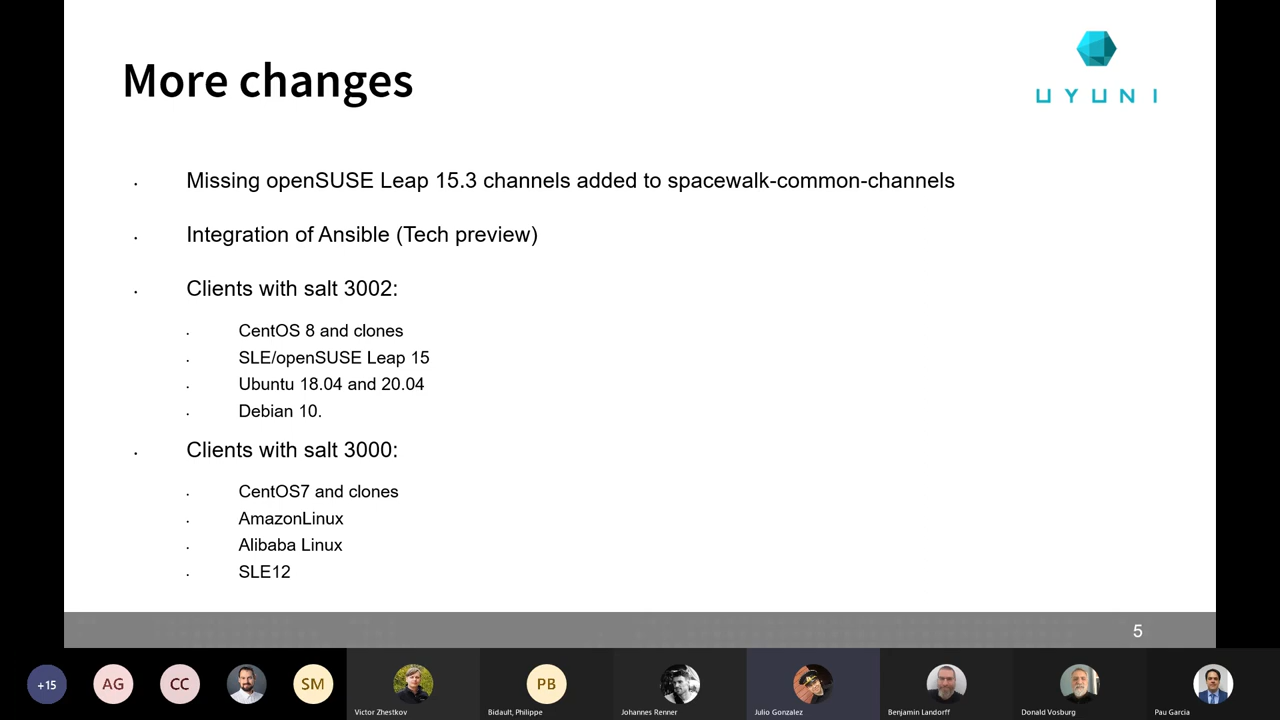 More changes
UYUNI
Missing openSUSE Leap 15.3 channels added to spacewalk-common-channels
Integration of Ansible (Tech preview)
Clients with salt 3002:
CentOS 8 and clones
SLE/openSUSE Leap 15
Ubuntu 18.04 and 20.04
Debian 10.
Clients with salt 3000:
CentOS7 and clones
AmazonLinux
Alibaba Linux
SLE12
5
+15
AG
CC
SM
Victor Zhestkov
PB
Bidault, Philippe
Johannes Renner
Julio Gonzalez
Benjamin Landorff
Donald Vosburg
Pau Garcia